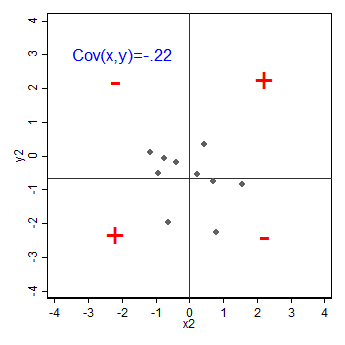 Cov(x,y)=-.22
- +
+ -
y2
4
3
2
1
0
-1
-2
-3
-4
-4 -3 -2 -1 0 1 2 3 4
x2